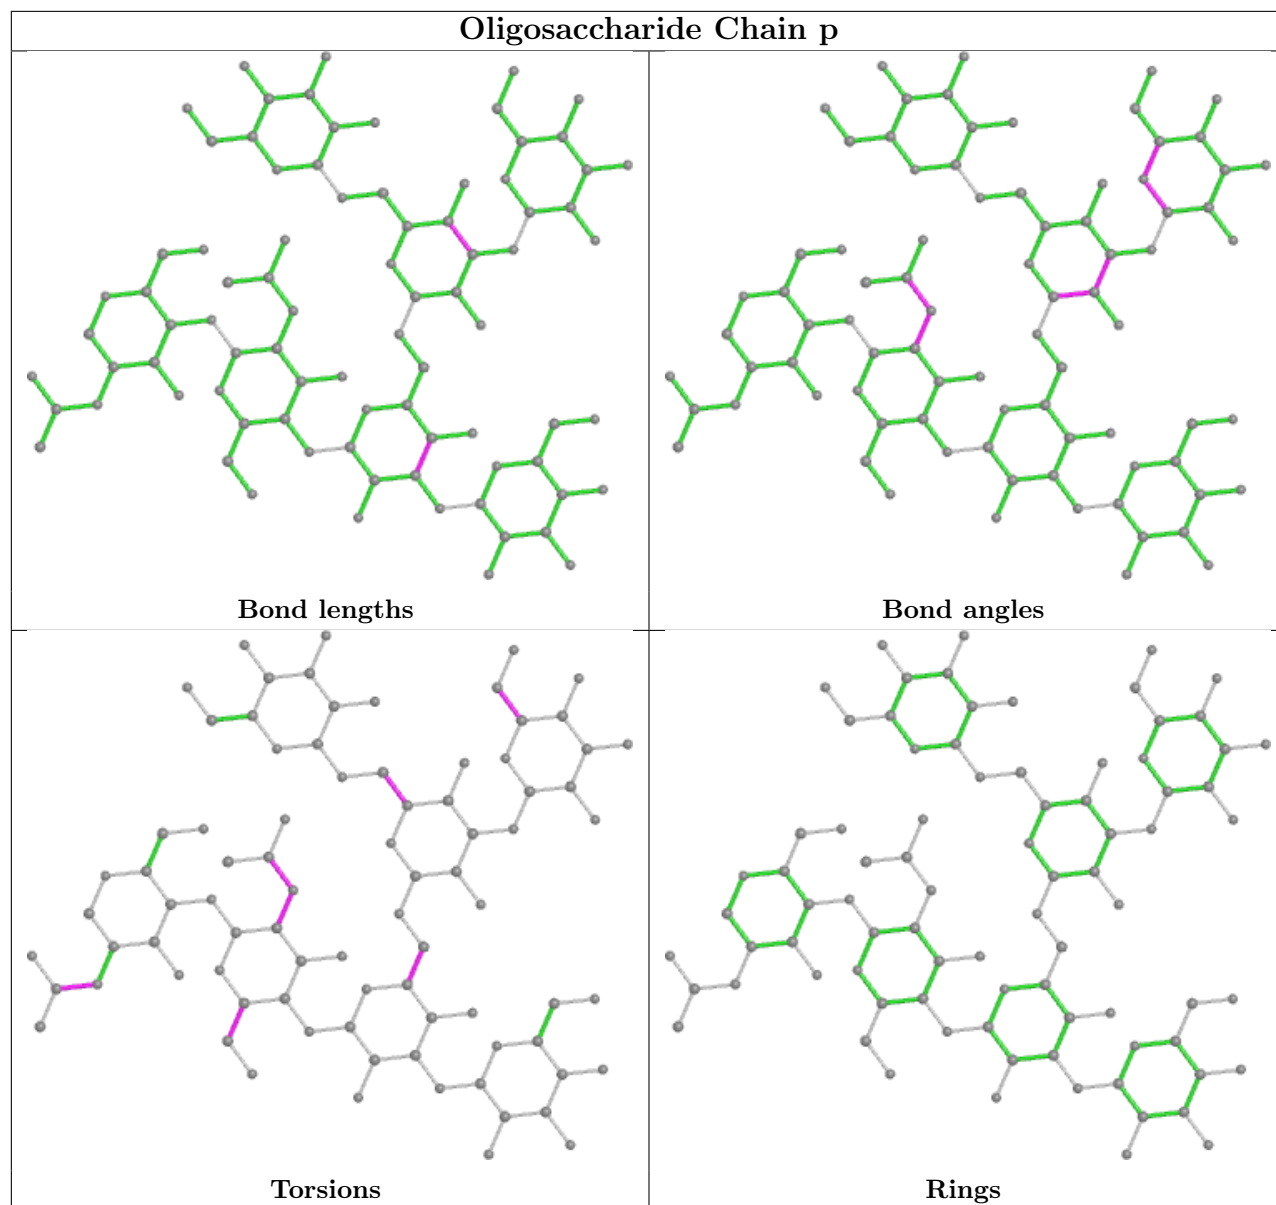 Oligosaccharide Chain p
Bond lengths
Bond angles
Torsions
Rings